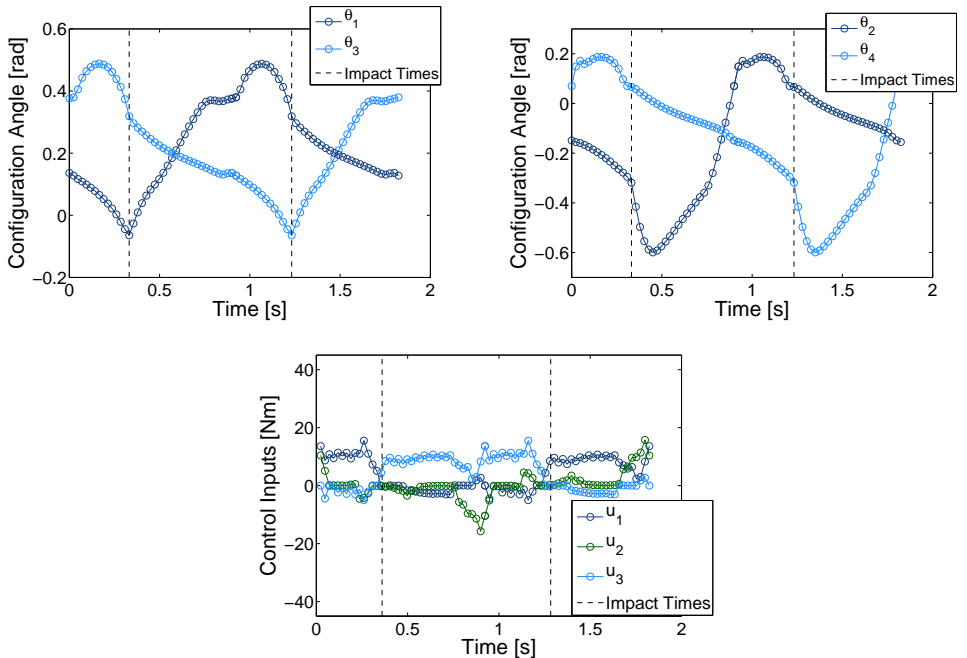 0.6
0.4
0.2
0
−0.2
Configuration Angle [rad]
0
0.5
1
1.5
2
Time [s]
θ1
θ3
Impact Times
0.2
0
−0.2
−0.4
−0.6
Configuration Angle [rad]
0
0.5
1
1.5
2
Time [s]
θ2
θ4
Impact Times
40
20
0
−20
−40
Control Inputs [Nm]
0
0.5
1
1.5
2
Time [s]
u1
u2
u3
Impact Times